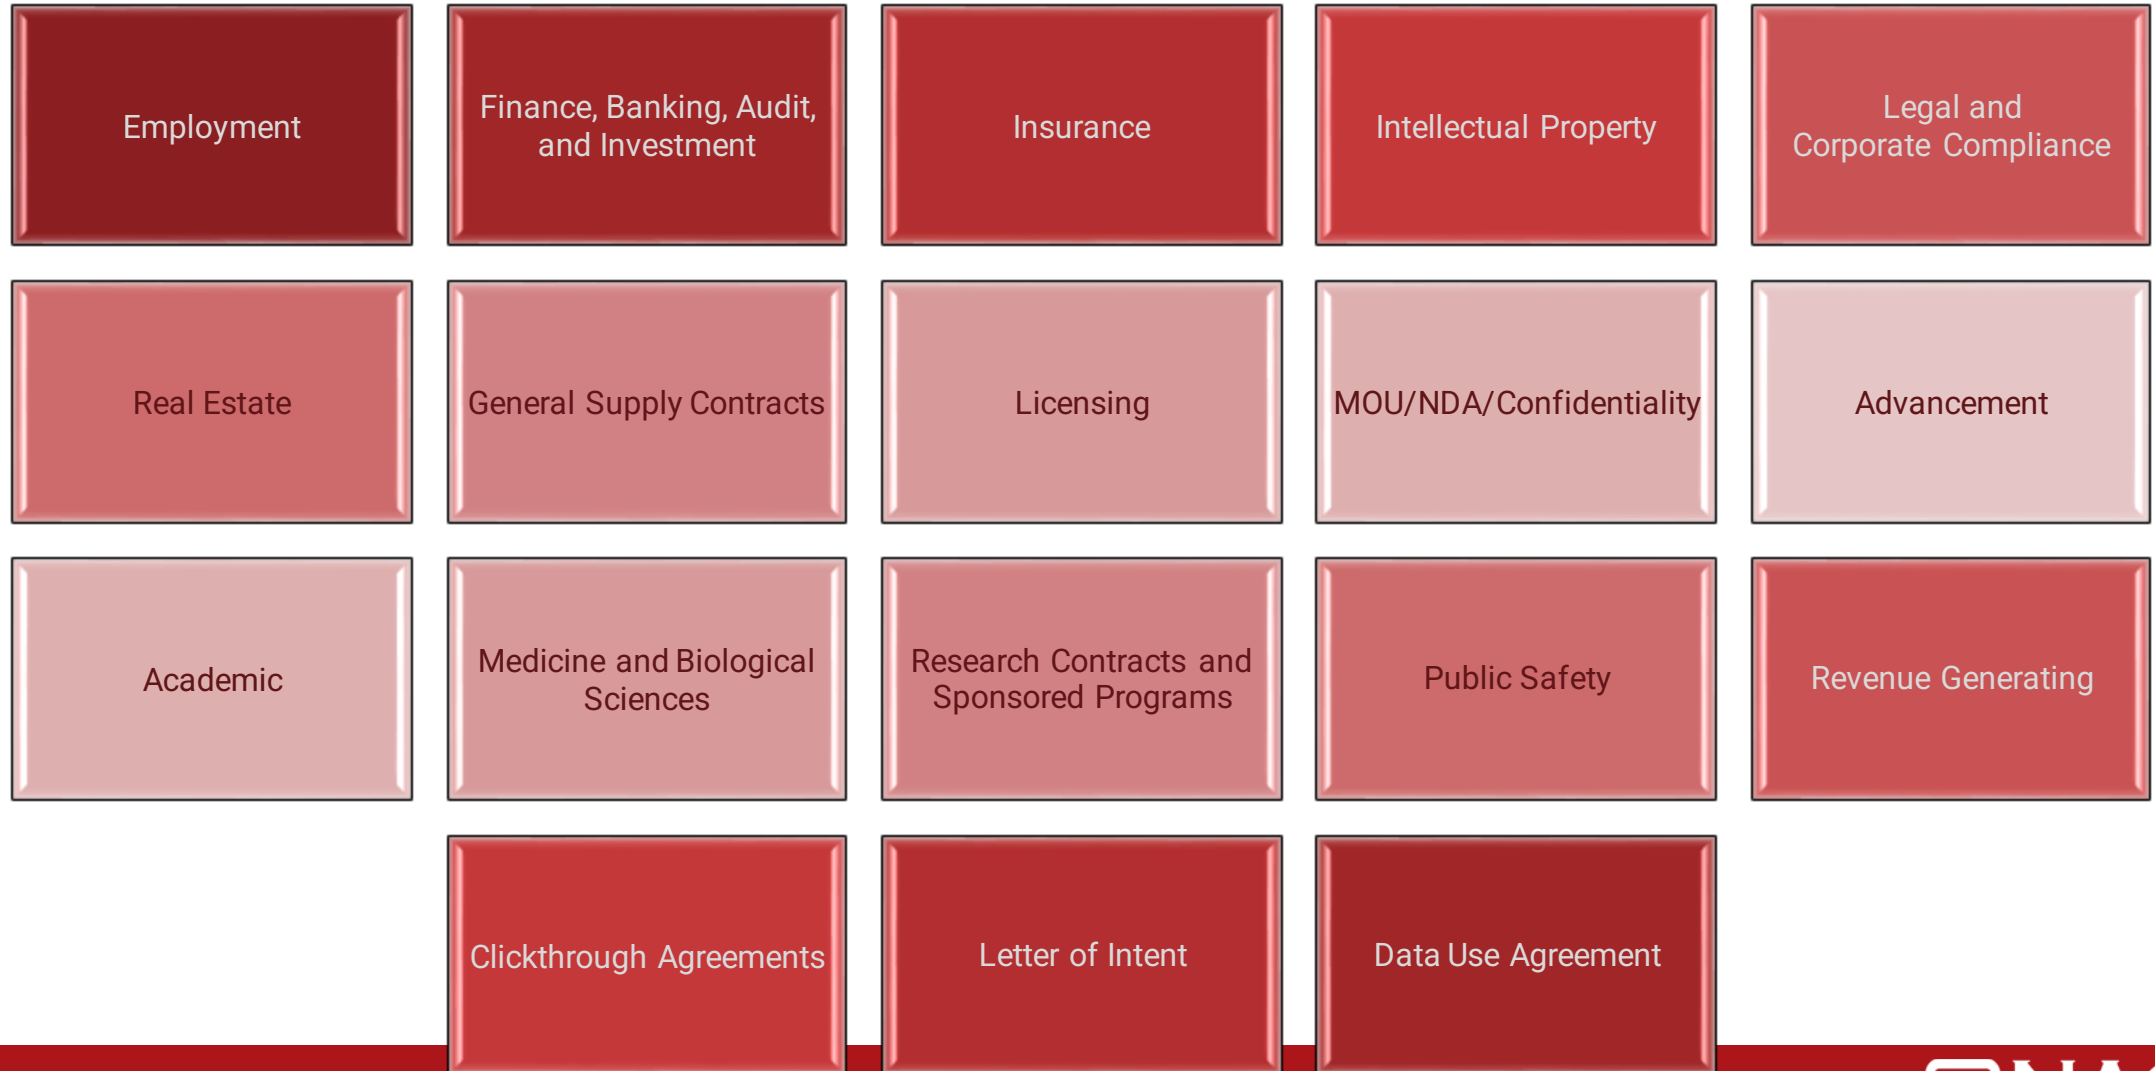 Employment
Finance, Banking, Audit,
and Investment
Insurance
Intellectual Property
Legal and
Corporate Compliance
Real Estate
General Supply Contracts
Licensing
MOU/NDA/Confidentiality
Advancement
Academic
Medicine and Biological
Sciences
Research Contracts and
Sponsored Programs
Public Safety
Revenue Generating
Clickthrough Agreements
Letter of Intent
Data Use Agreement